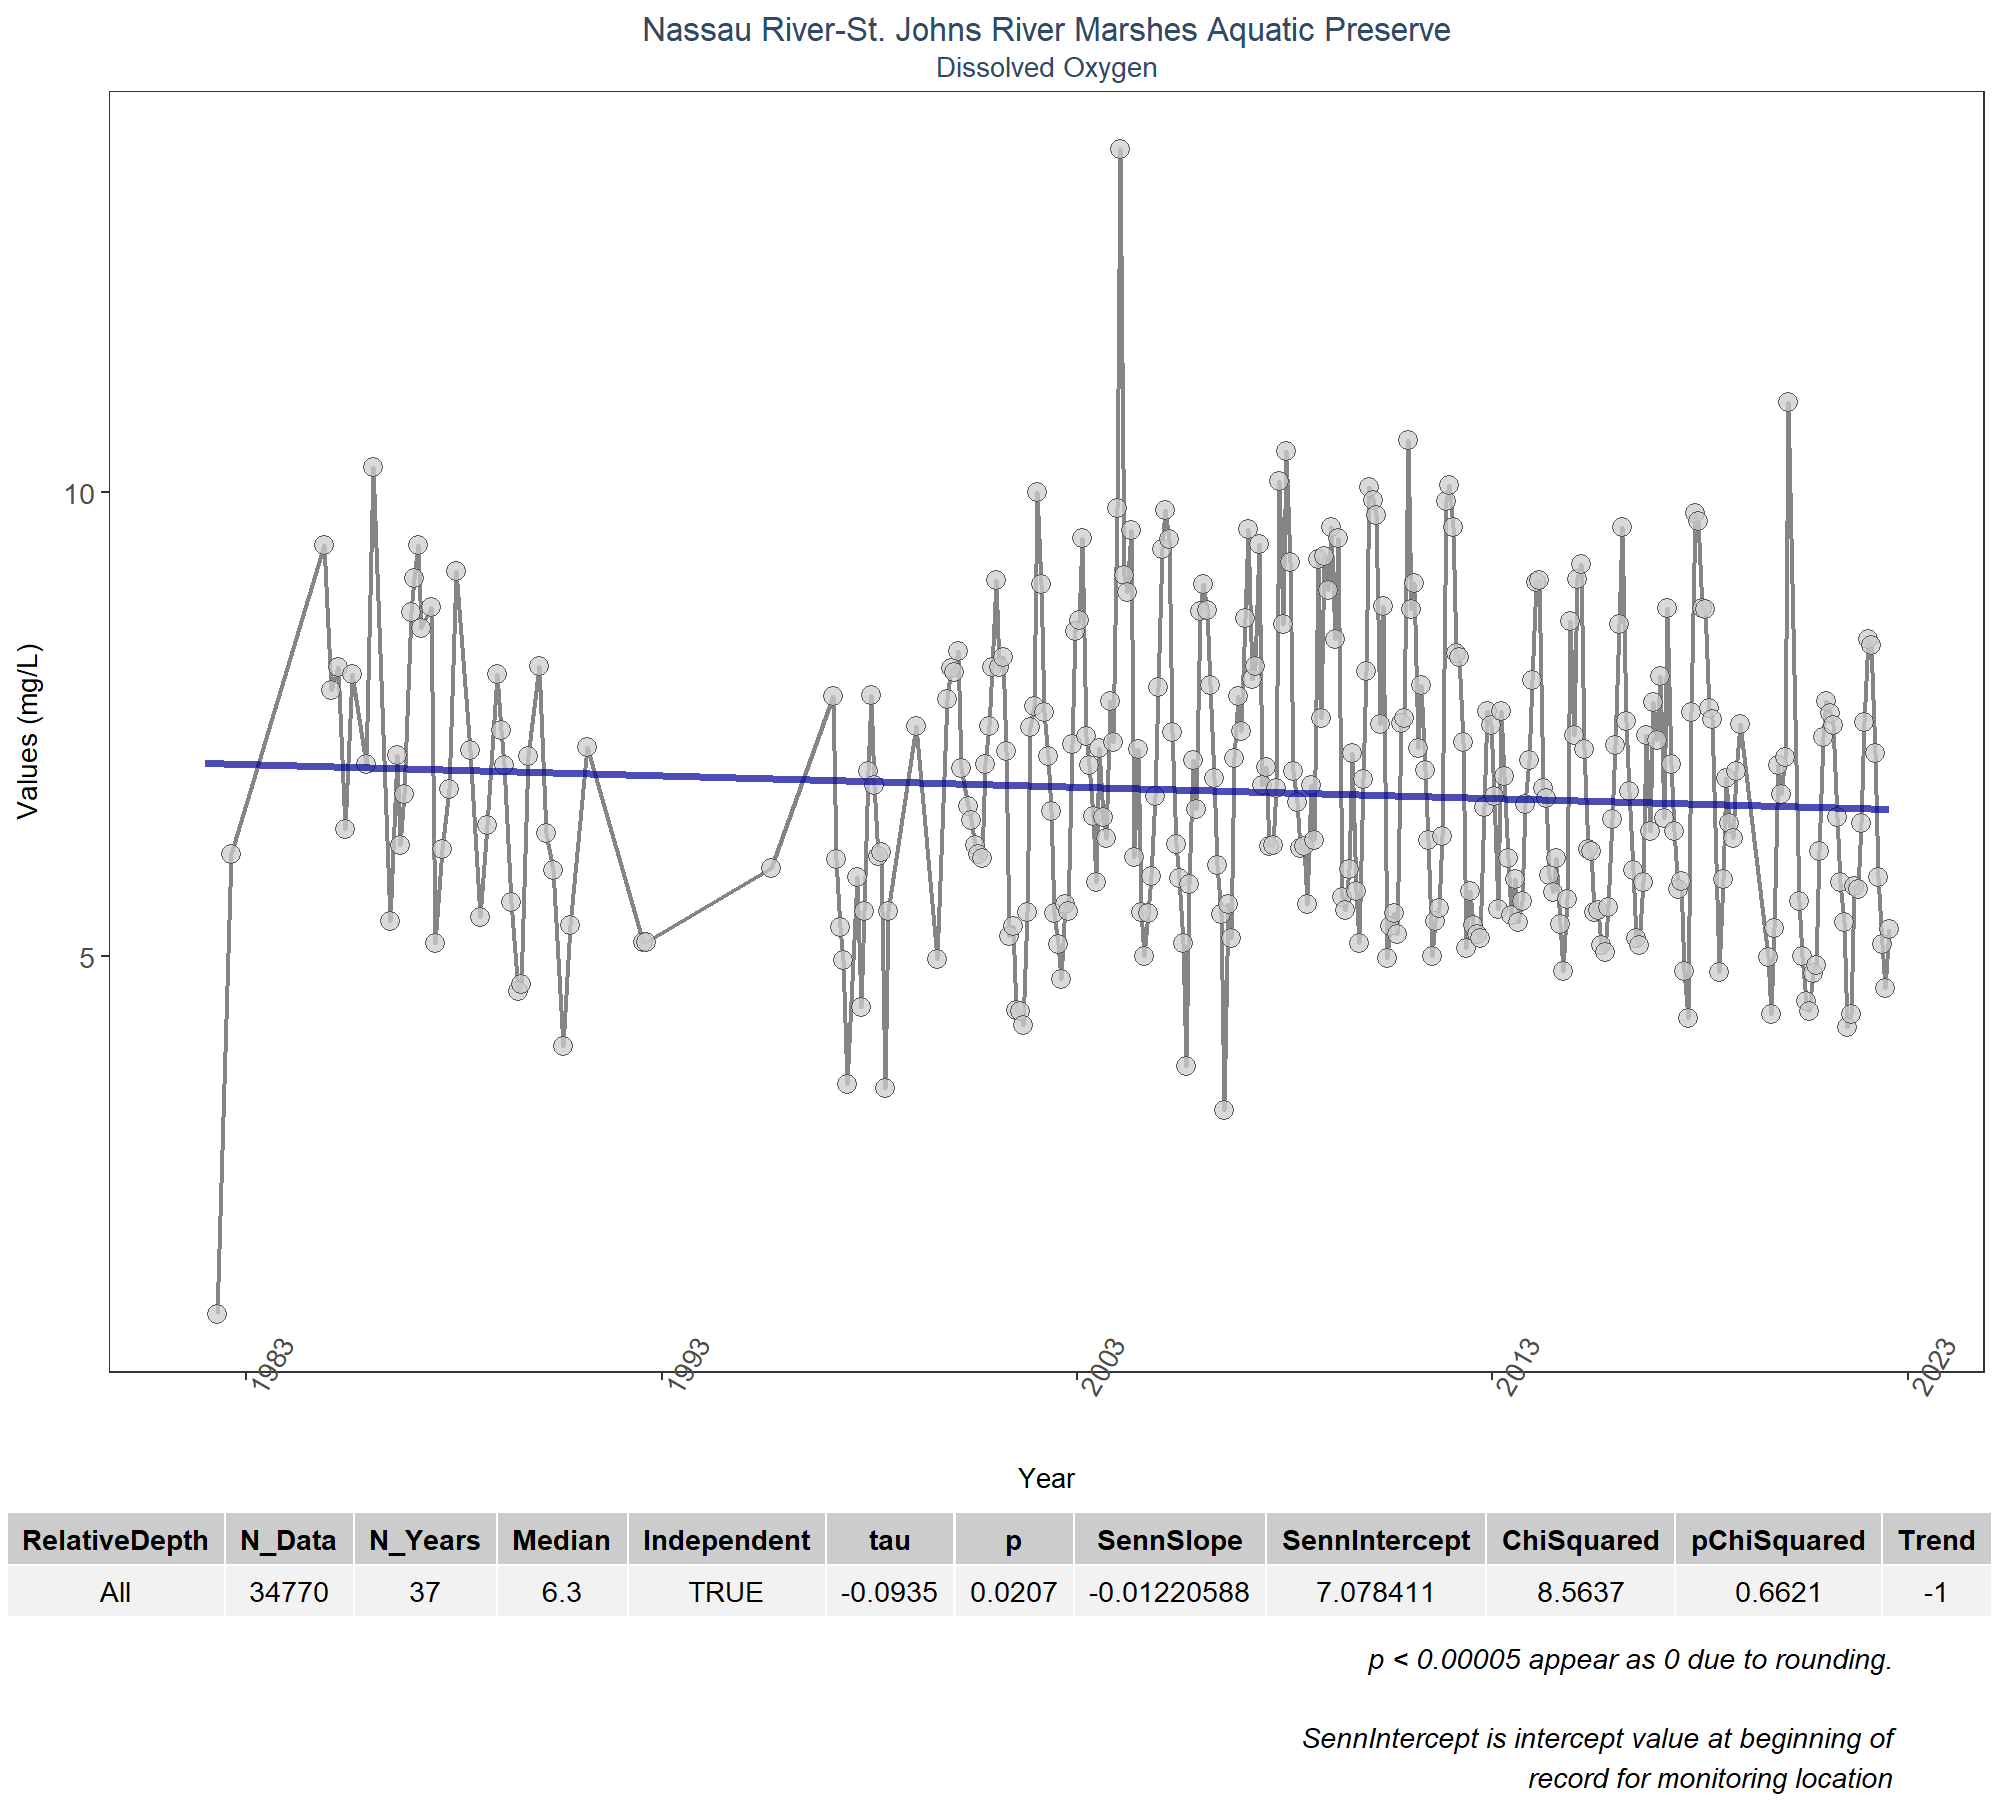 Nassau River-St. Johns River Marshes Aquatic Preserve
Dissolved Oxygen
Values (mg/L)
10
5
1983
1993
2003
2013
2023
Year
RelativeDepth N_Data N_Years Median Independent tau p SennSlope SennIntercept ChiSquared pChiSquared Trend
All 34770 37 6.3 TRUE -0.0935 0.0207 -0.01220588 7.078411 8.5637 0.6621 -1
p < 0.00005 appear as 0 due to rounding.
SennIntercept is intercept value at beginning of
record for monitoring location